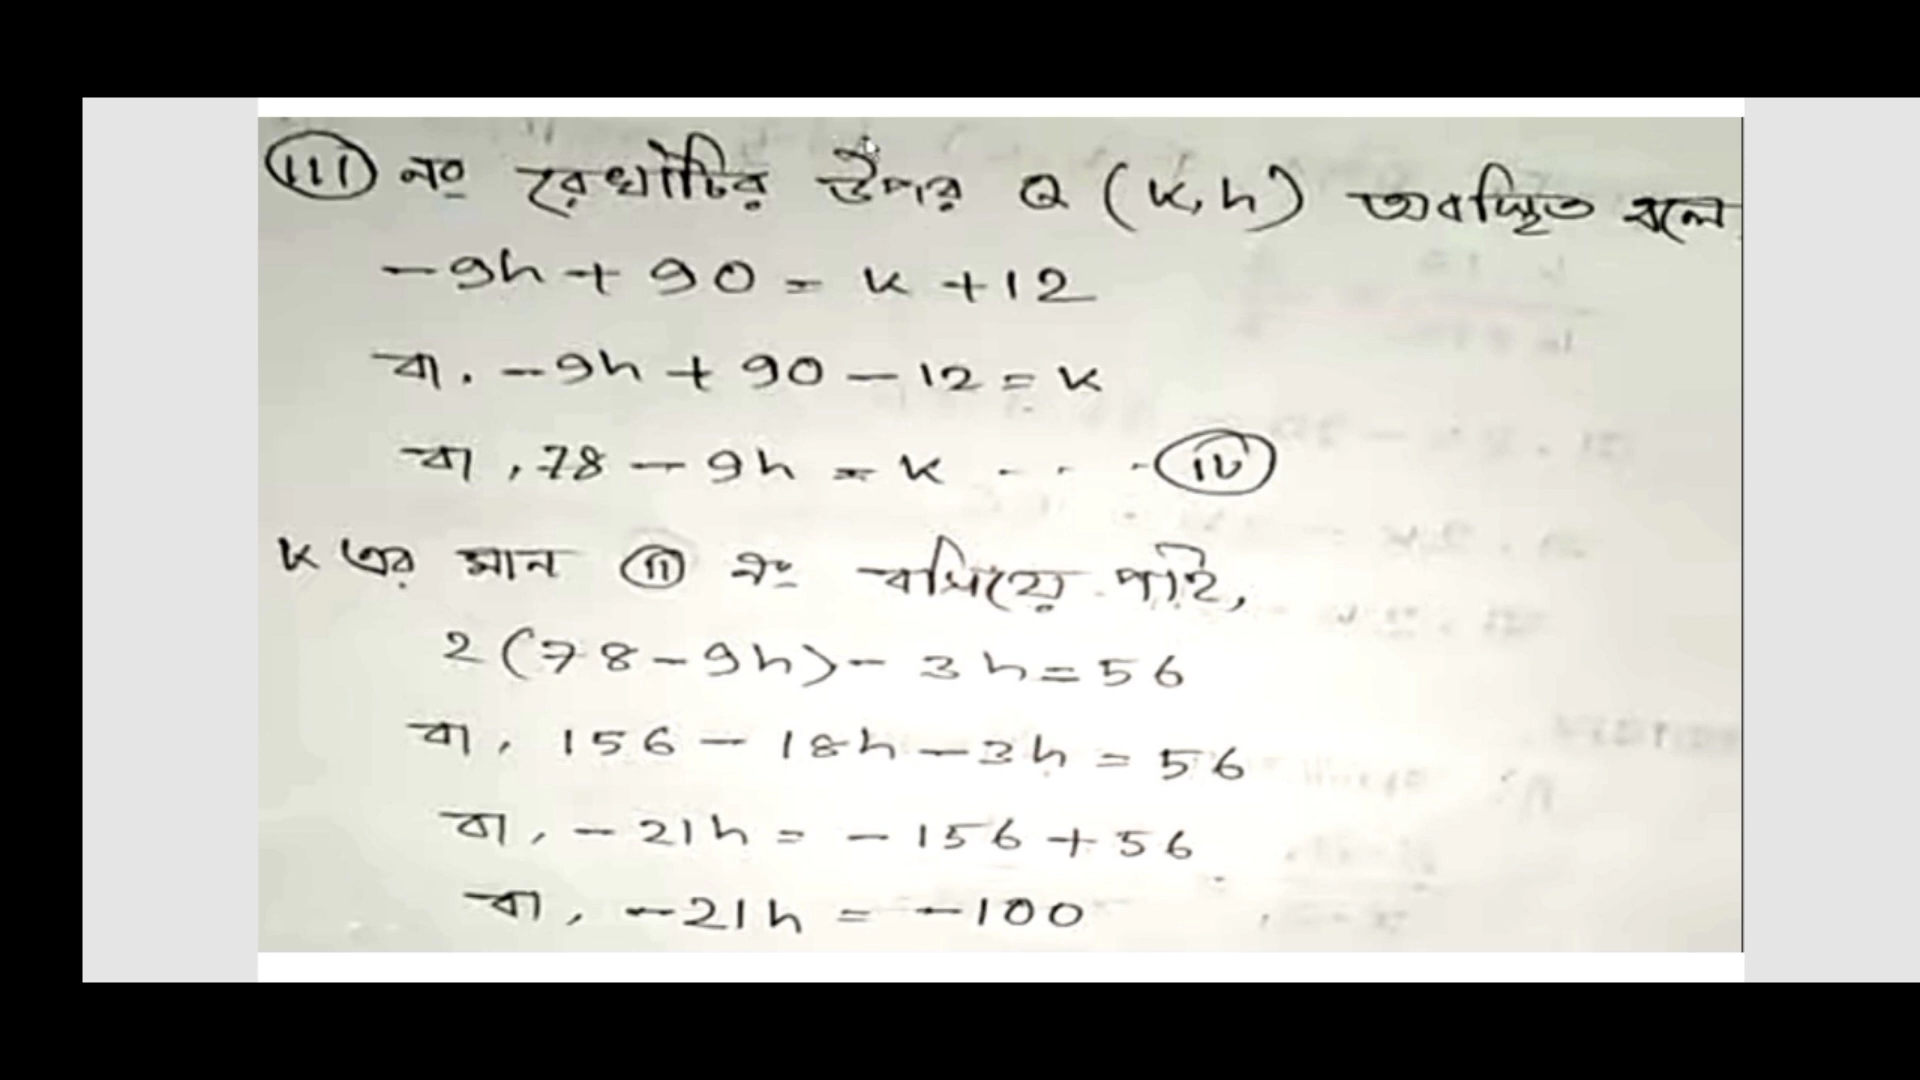 (III) নং রেখাটির উপর Q (k, h) অবস্থিত বলে
-9h + 90 = k + 12
বা, -9h + 90 - 12 = k
বা, 78 - 9h = k - - - (iv)
k এর মান (II) নং বসিয়ে পাই,
2 (78 - 9h) - 3h = 56
বা, 156 - 18h - 3h = 56
বা, -21h = -156 + 56
বা, -21h = -100